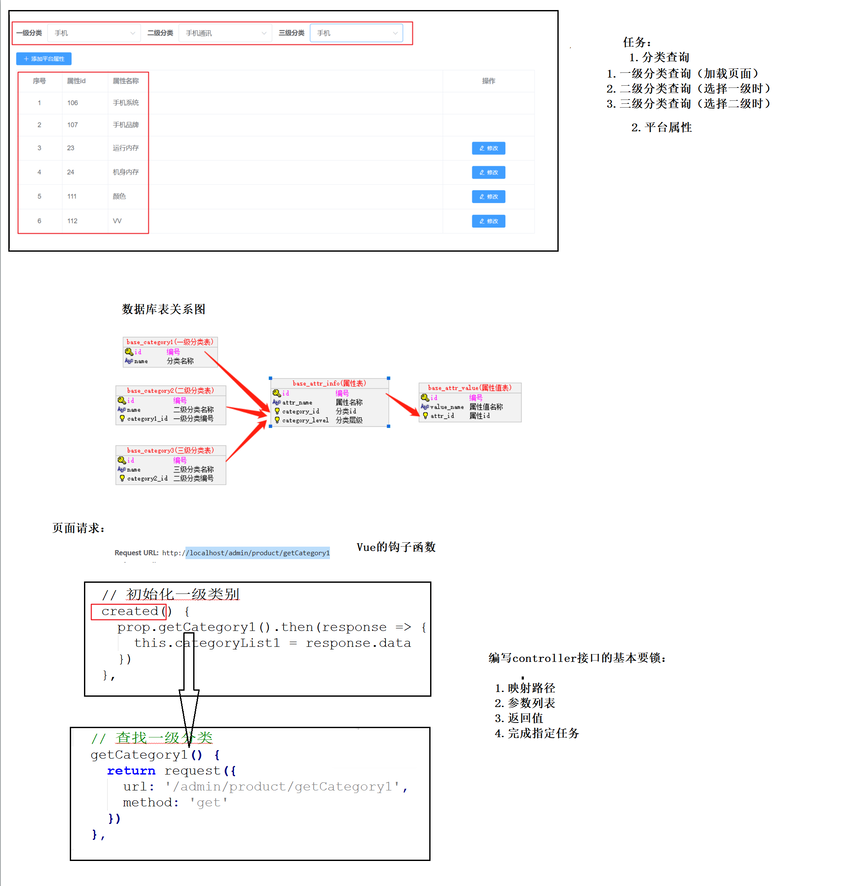 一级分类 手机 二级分类 手机通讯 三级分类 手机
+ 添加平台属性
序号 属性id 属性名称 操作
1 106 手机系统
2 107 手机品牌
3 23 运行内存 修改
4 24 机身内存 修改
5 111 颜色 修改
6 112 VV 修改
任务：
1.分类查询
1.一级分类查询（加载页面）
2.二级分类查询（选择一级时）
3.三级分类查询（选择二级时）
2.平台属性
数据库表关系图
base_category1(一级分类表)
id 编号
name 分类名称
base_category2(二级分类表)
id 编号
name 二级分类名称
category1_id 一级分类编号
base_category3(三级分类表)
id 编号
name 三级分类名称
category2_id 二级分类编号
base_attr_info(属性表)
id 编号
attr_name 属性名称
category_id 分类id
category_level 分类层级
base_attr_value(属性值表)
id 编号
value_name 属性值名称
attr_id 属性id
页面请求：
Request URL: http://localhost/admin/product/getCategory1
Vue的钩子函数
// 初始化一级类别
created() {
prop.getCategory1().then(response => {
this.categoryList1 = response.data
})
},
// 查找一级分类
getCategory1() {
return request({
url: '/admin/product/getCategory1',
method: 'get'
})
},
编写controller接口的基本要锁：
1.映射路径
2.参数列表
3.返回值
4.完成指定任务